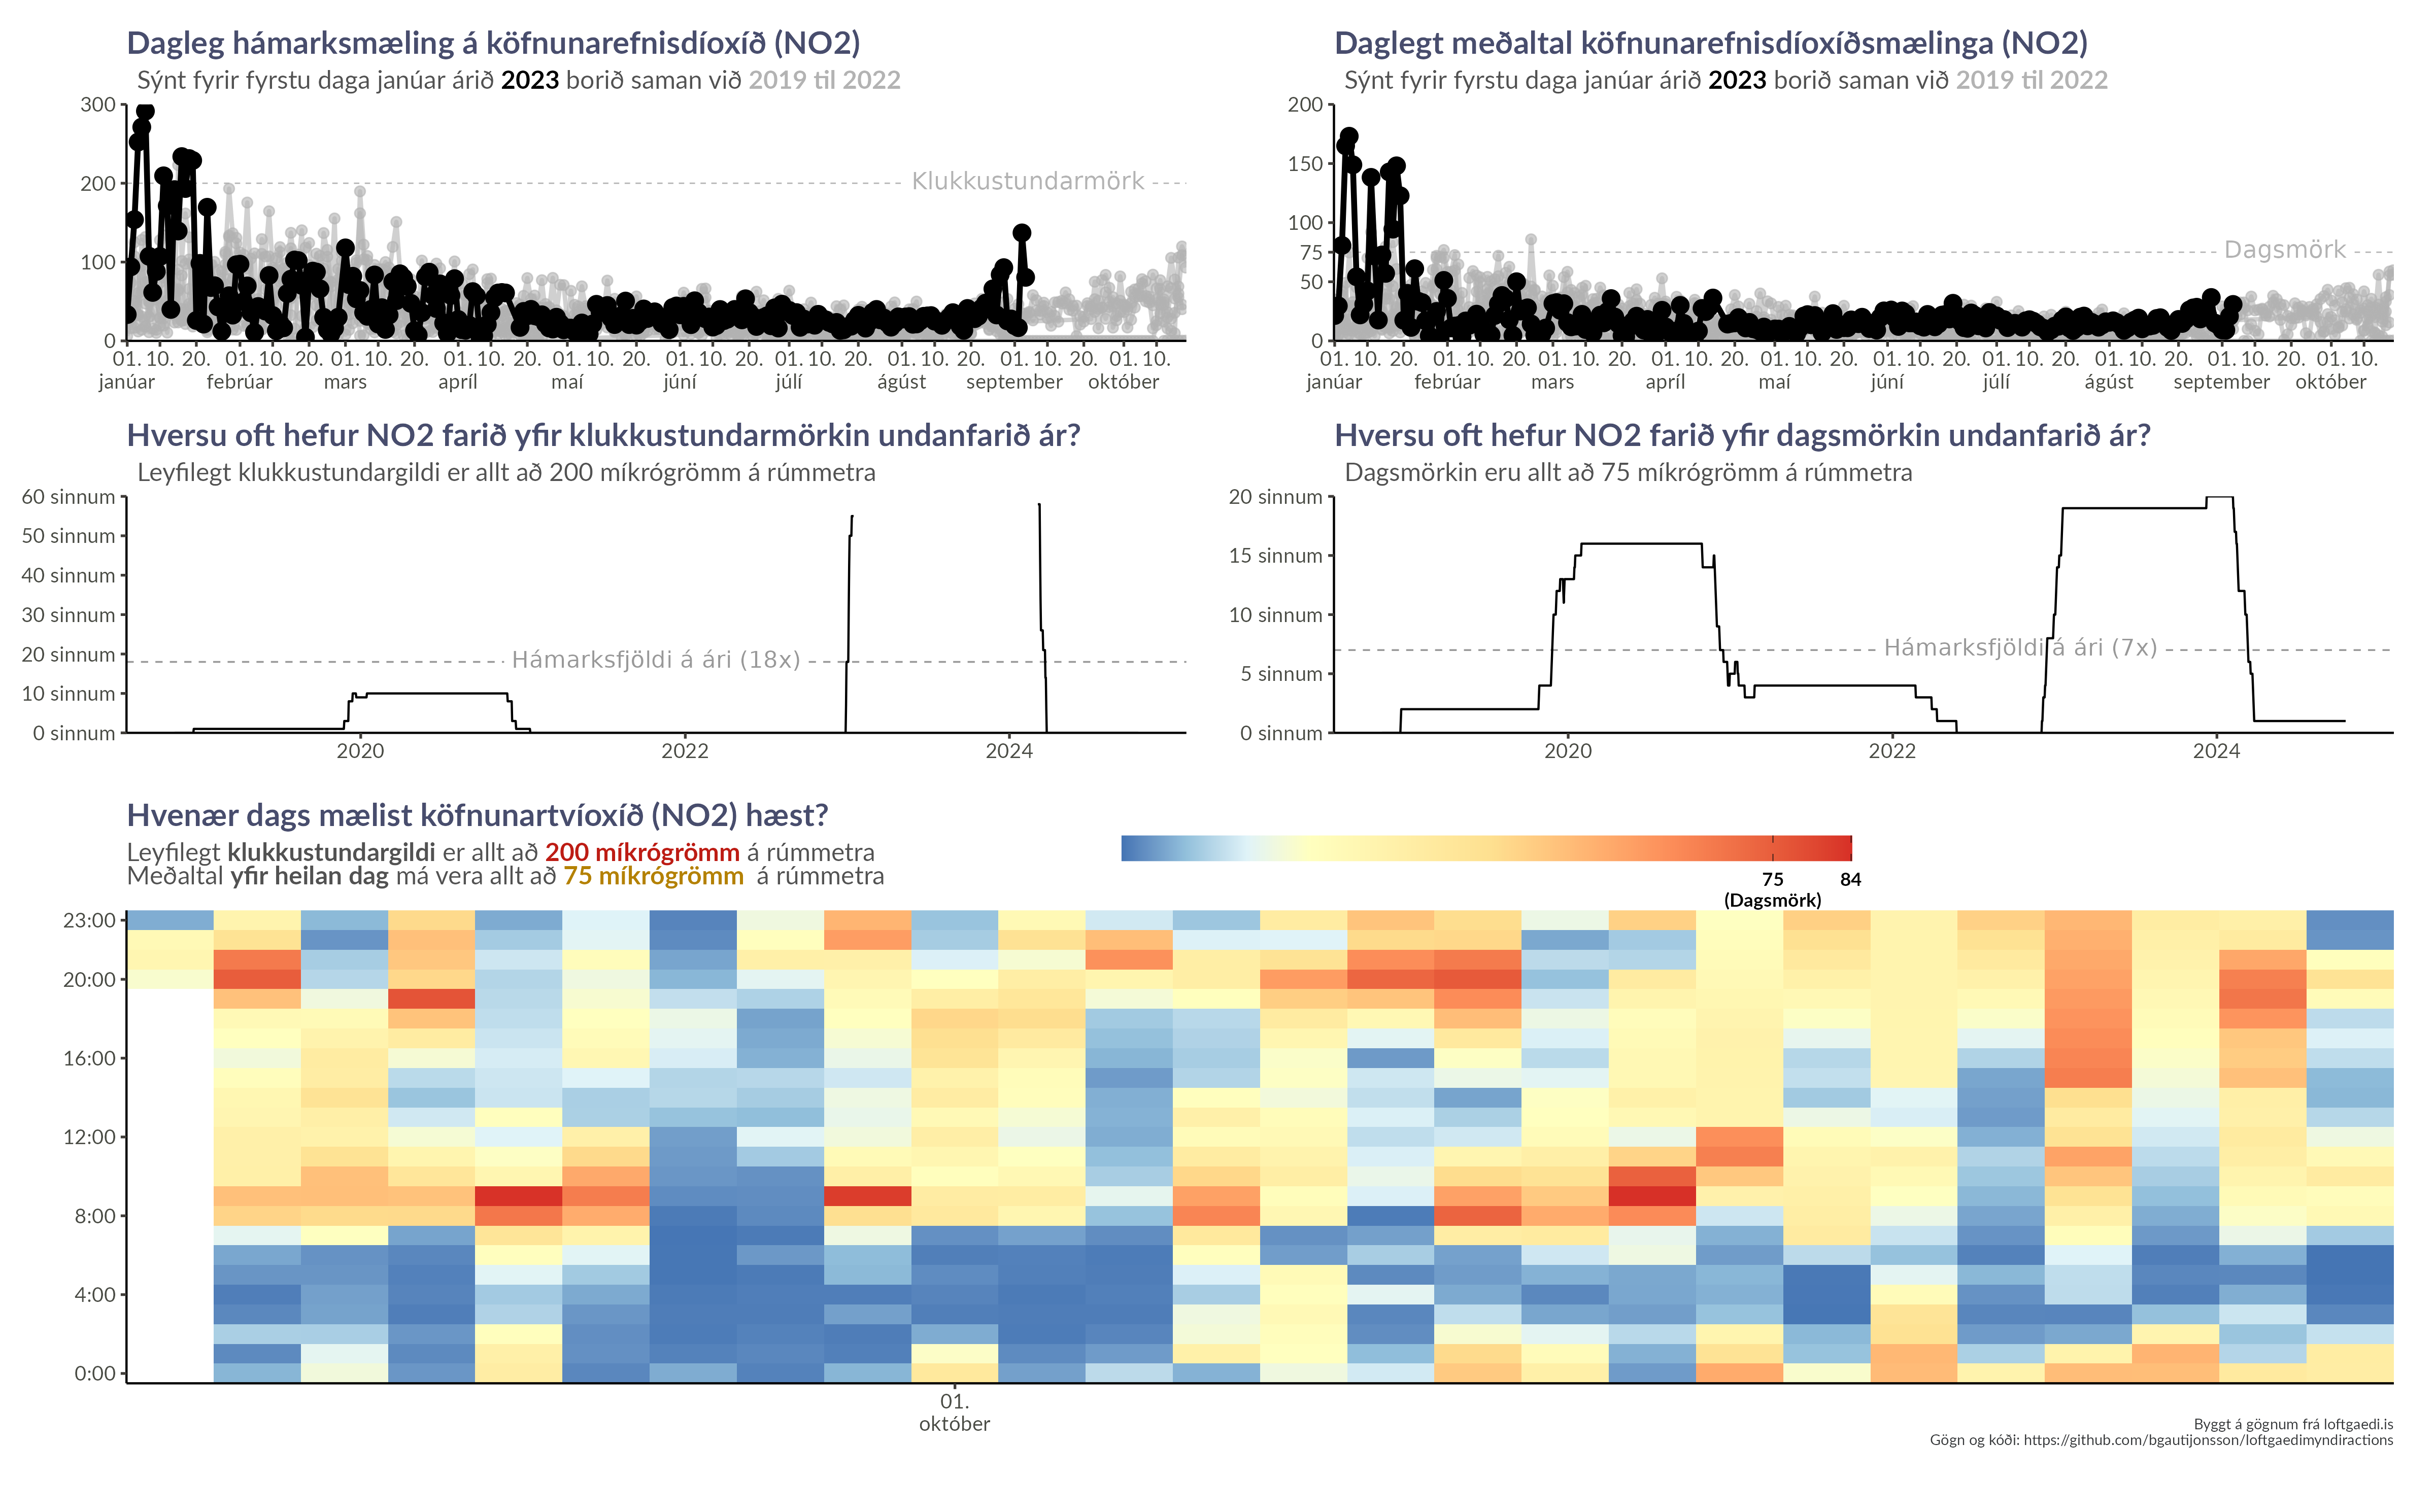 Dagleg hámarksmæling á köfnunarefnisdíoxíð (NO2)
Sýnt fyrir fyrstu daga janúar árið 2023 borið saman við 2019 til 2022
300
200
100
0
Klukkustundarmörk
01. 10. 20. 01. 10. 20. 01. 10. 20. 01. 10. 20. 01. 10. 20. 01. 10. 20. 01. 10. 20. 01. 10. 20. 01. 10. 20. 01. 10.
janúar febrúar mars apríl maí júní júlí ágúst september október
Daglegt meðaltal köfnunarefnisdíoxíðsmælinga (NO2)
Sýnt fyrir fyrstu daga janúar árið 2023 borið saman við 2019 til 2022
200
150
100
75
50
0
Dagsmörk
01. 10. 20. 01. 10. 20. 01. 10. 20. 01. 10. 20. 01. 10. 20. 01. 10. 20. 01. 10. 20. 01. 10. 20. 01. 10. 20. 01. 10.
janúar febrúar mars apríl maí júní júlí ágúst september október
Hversu oft hefur NO2 farið yfir klukkustundarmörkin undanfarið ár?
Leyfilegt klukkustundargildi er allt að 200 míkrógrömm á rúmmetra
60 sinnum
50 sinnum
40 sinnum
30 sinnum
20 sinnum
10 sinnum
0 sinnum
Hámarksfjöldi á ári (18x)
2020 2022 2024
Hversu oft hefur NO2 farið yfir dagsmörkin undanfarið ár?
Dagsmörkin eru allt að 75 míkrógrömm á rúmmetra
20 sinnum
15 sinnum
10 sinnum
5 sinnum
0 sinnum
Hámarksfjöldi á ári (7x)
2020 2022 2024
Hvenær dags mælist köfnunartvíoxíð (NO2) hæst?
Leyfilegt klukkustundargildi er allt að 200 míkrógrömm á rúmmetra
Meðaltal yfir heilan dag má vera allt að 75 míkrógrömm á rúmmetra
75 84
(Dagsmörk)
23:00
20:00
16:00
12:00
8:00
4:00
0:00
01.
október
Byggt á gögnum frá loftgaedi.is
Gögn og kóði: https://github.com/bgautijonsson/loftgaedimyndiractions